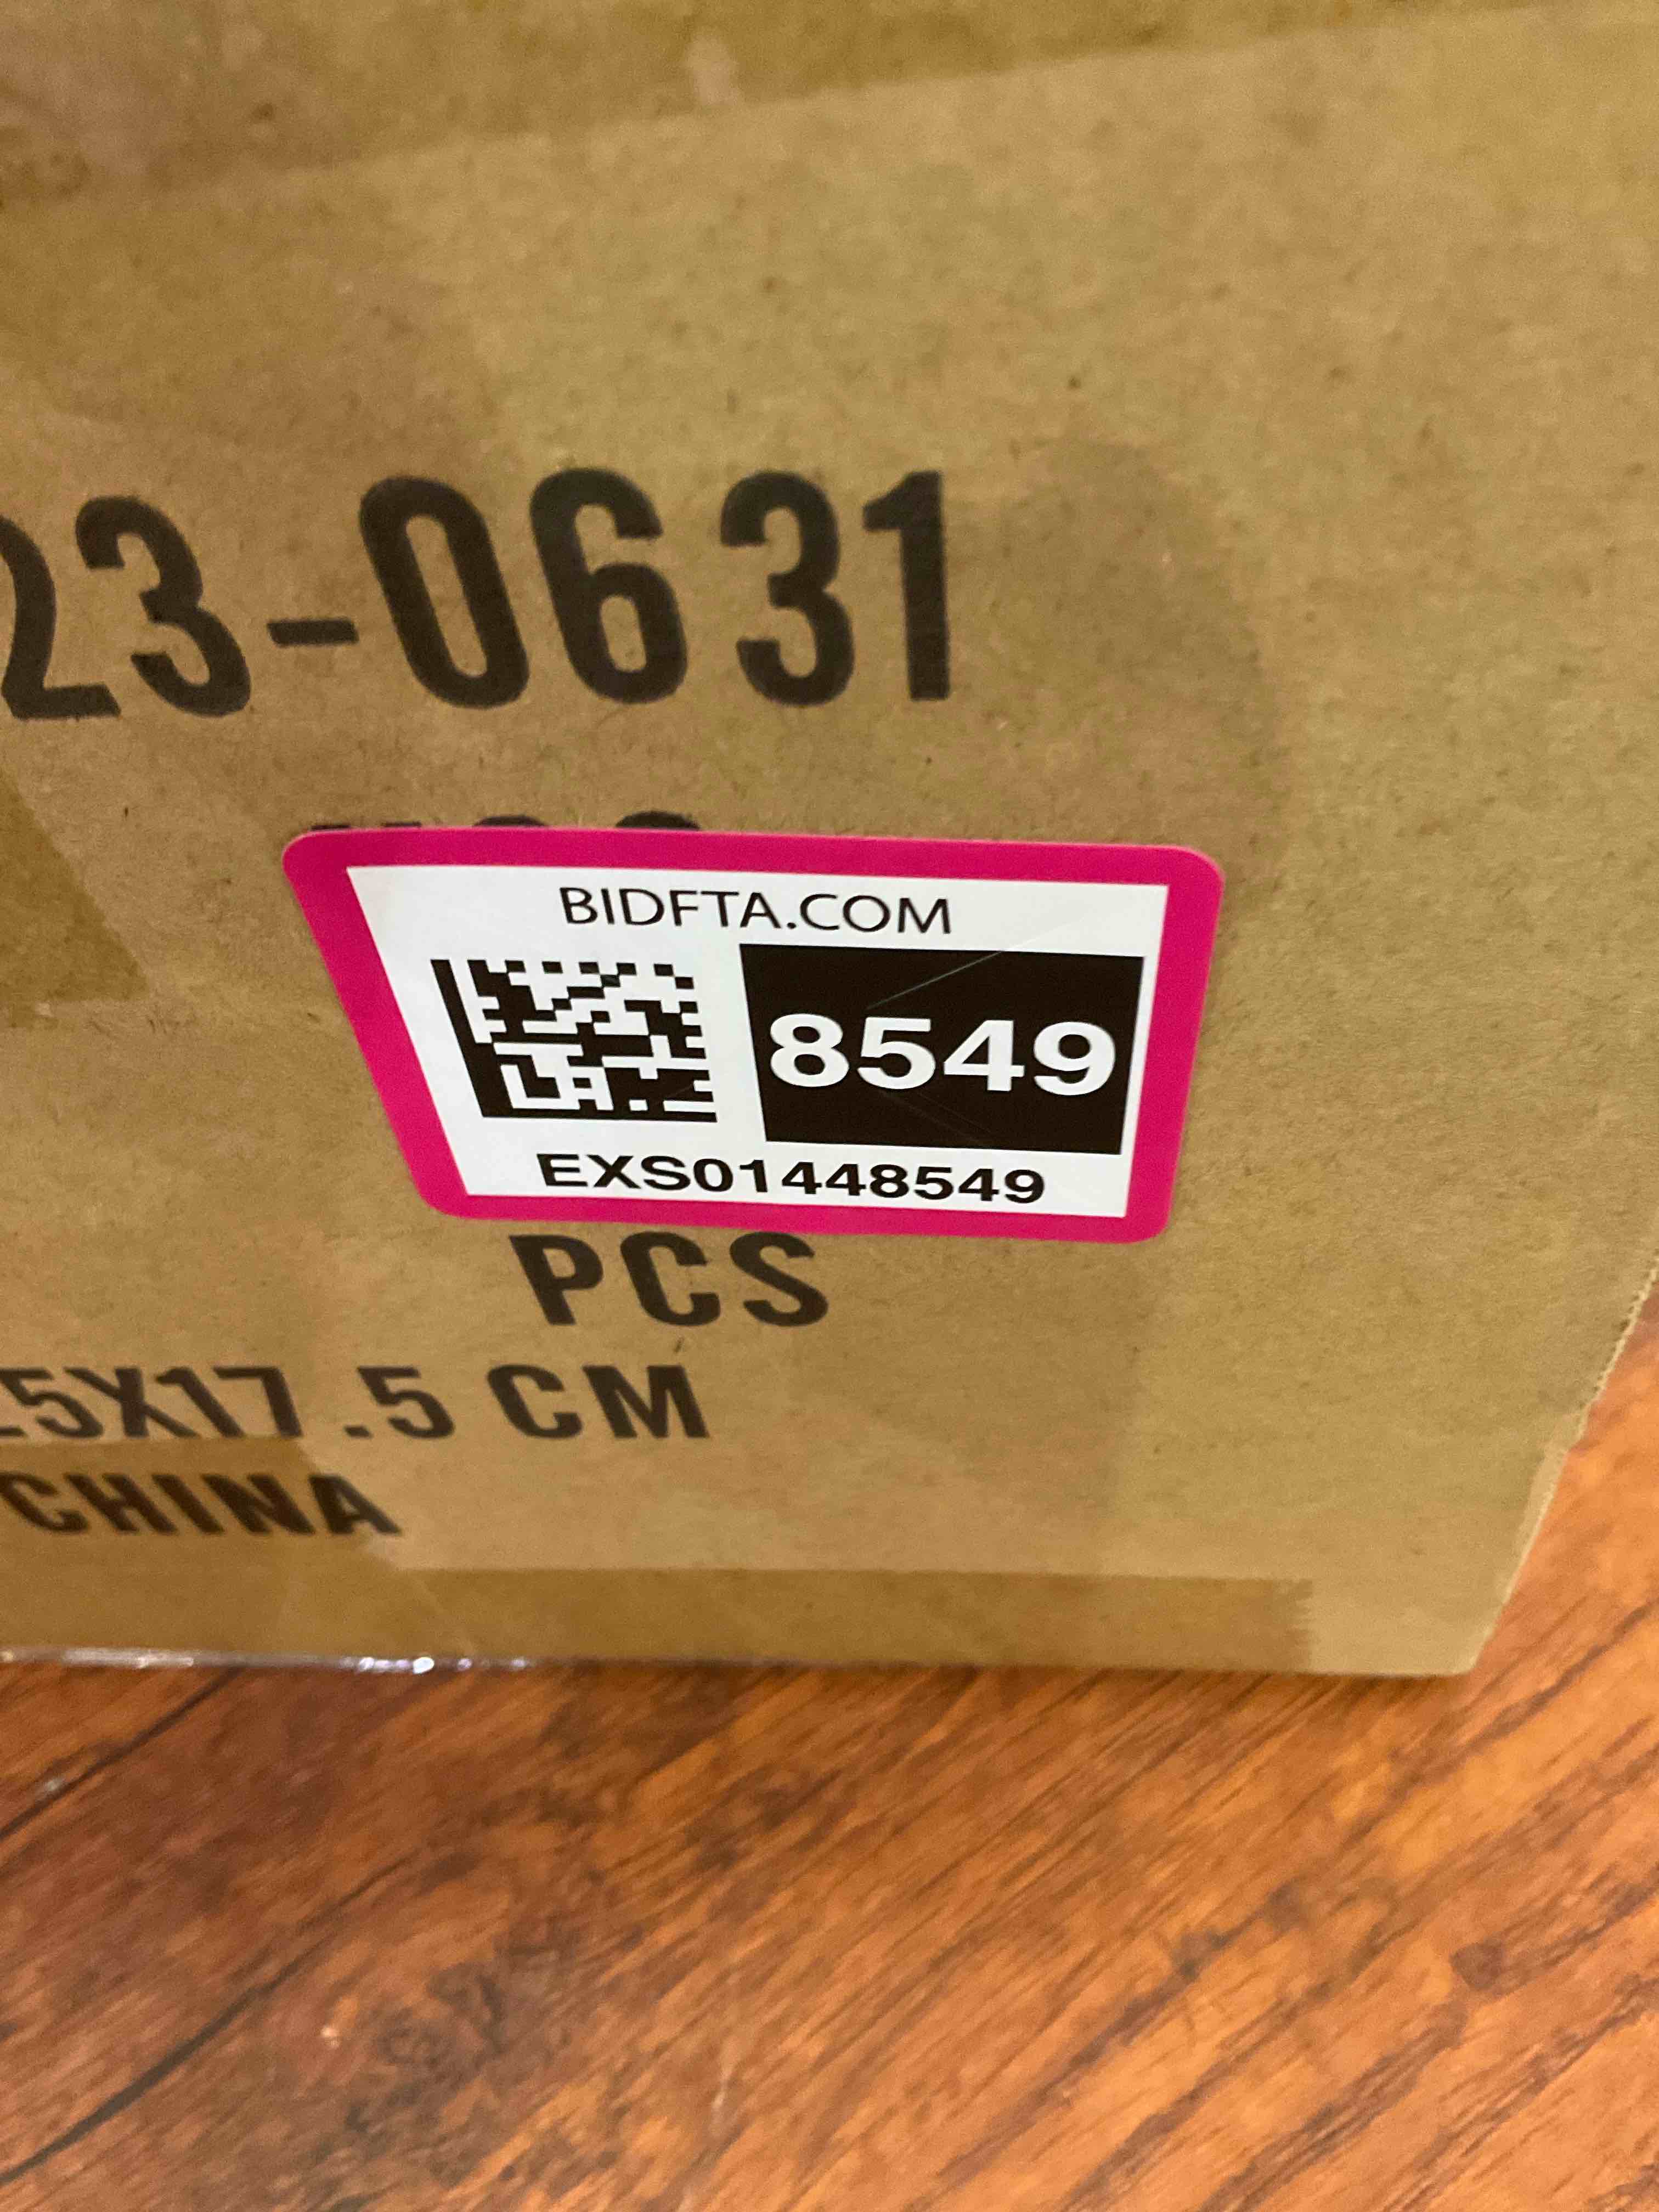 23-0631
BIDFTA.COM
8549
EXS01448549
PCS
5X17.5 CM
CHINA